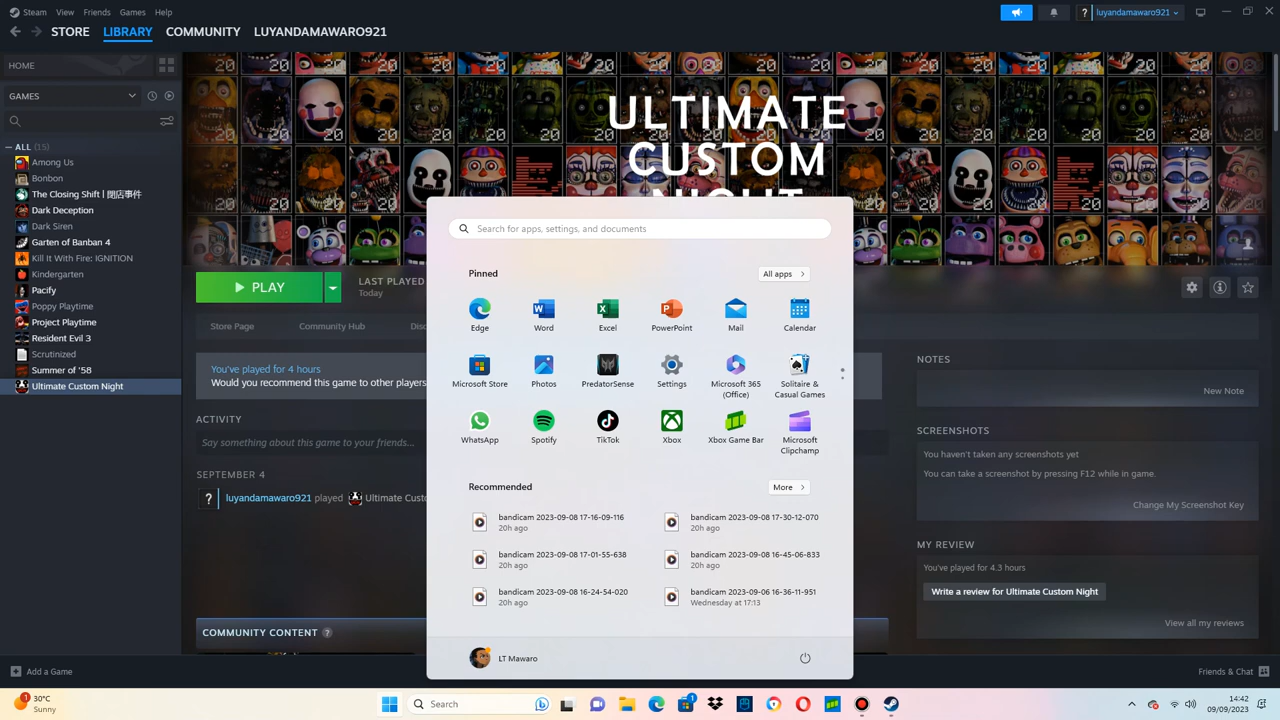 Steam View Friends Games Help
luyandamawaro921
STORE LIBRARY COMMUNITY LUYANDAMAWARO921
HOME
GAMES
ALL (15)
Among Us
Bonbon
The Closing Shift | 閉店事件
Dark Deception
Dark Siren
Garten of Banban 4
Kill It With Fire: IGNITION
Kindergarten
Pacify
Poppy Playtime
Project Playtime
Resident Evil 3
Scrutinized
Summer of '58
Ultimate Custom Night
ULTIMATE
CUSTOM
NIGHT
PLAY
LAST PLAYED
Today
Store Page Community Hub Disc
You've played for 4 hours
Would you recommend this game to other players
ACTIVITY
Say something about this game to your friends...
SEPTEMBER 4
luyandamawaro921 played Ultimate Custo
COMMUNITY CONTENT ?
Search for apps, settings, and documents
Pinned
All apps
Edge Word Excel PowerPoint Mail Calendar
Microsoft Store Photos PredatorSense Settings Microsoft 365 (Office) Solitaire & Casual Games
WhatsApp Spotify TikTok Xbox Xbox Game Bar Microsoft Clipchamp
Recommended
More
bandicam 2023-09-08 17-16-09-116
20h ago
bandicam 2023-09-08 17-30-12-070
20h ago
bandicam 2023-09-08 17-01-55-638
20h ago
bandicam 2023-09-08 16-45-06-833
20h ago
bandicam 2023-09-08 16-24-54-020
20h ago
bandicam 2023-09-06 16-36-11-951
Wednesday at 17:13
LT Mawaro
NOTES
New Note
SCREENSHOTS
You haven't taken any screenshots yet
You can take a screenshot by pressing F12 while in game.
Change My Screenshot Key
MY REVIEW
You've played for 4.3 hours
Write a review for Ultimate Custom Night
View all my reviews
Add a Game
Friends & Chat
1
30°C
Sunny
Search
1
14:42
09/09/2023